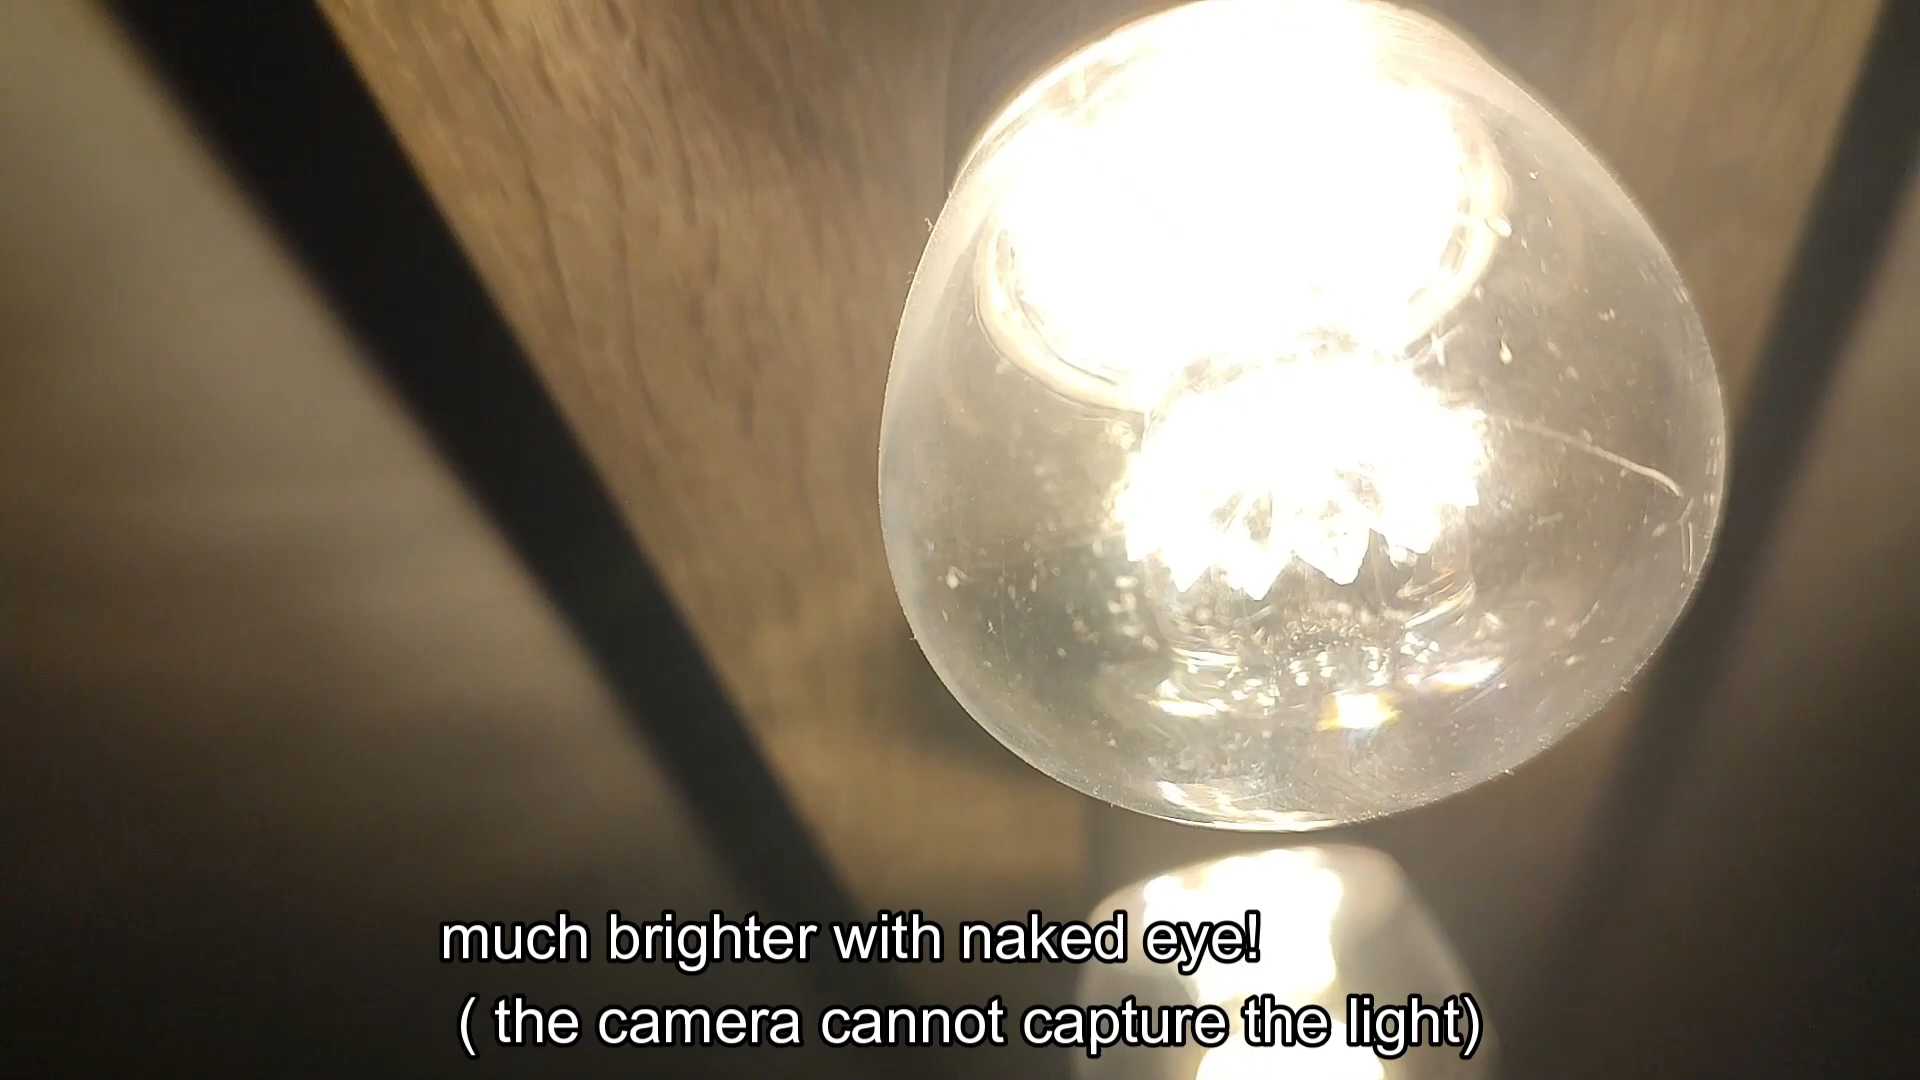 much brighter with naked eye!
( the camera cannot capture the light)